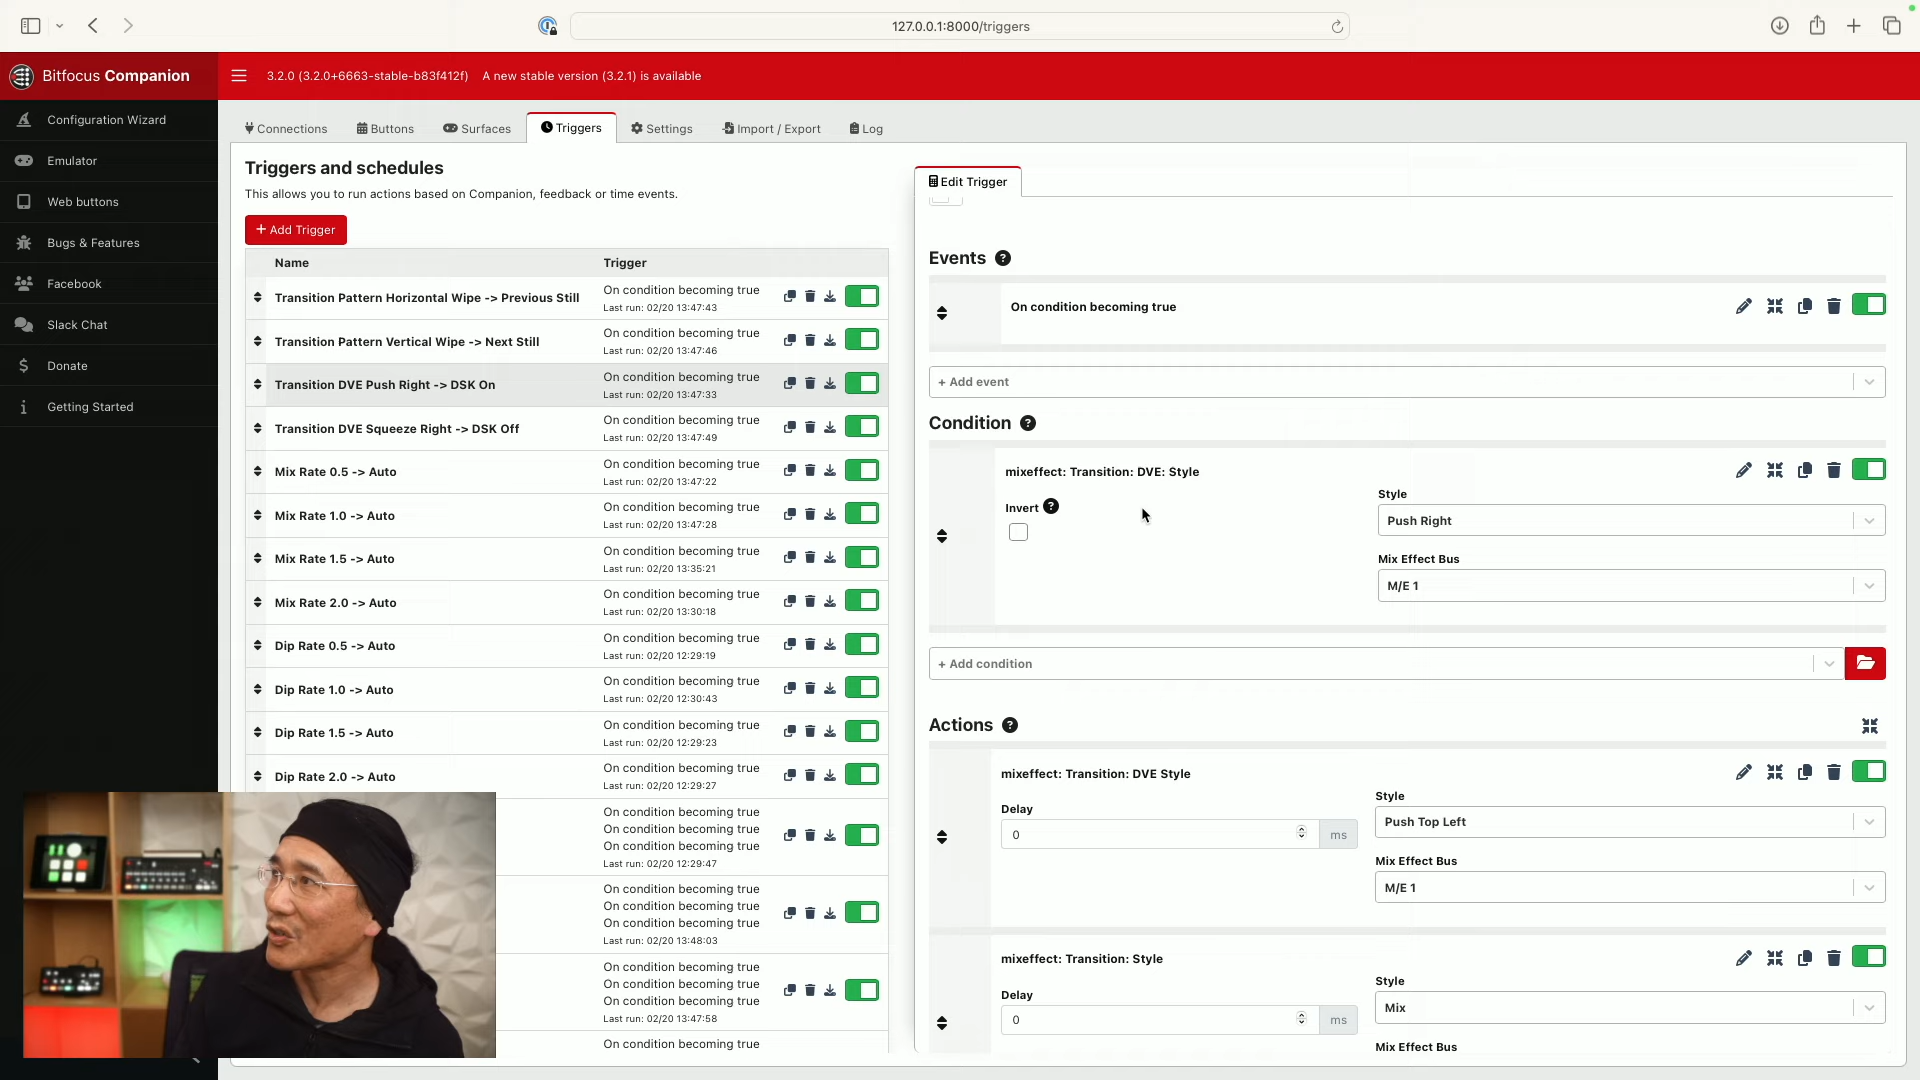 127.0.0.1:8000/triggers
Bitfocus Companion
3.2.0 (3.2.0+6663-stable-b83f412f) A new stable version (3.2.1) is available
Configuration Wizard
Emulator
Web buttons
Bugs & Features
Facebook
Slack Chat
Donate
Getting Started
Connections Buttons Surfaces Triggers Settings Import / Export Log
Triggers and schedules
This allows you to run actions based on Companion, feedback or time events.
+ Add Trigger
Name Trigger
Transition Pattern Horizontal Wipe -> Previous Still
On condition becoming true
Last run: 02/20 13:47:43
Transition Pattern Vertical Wipe -> Next Still
On condition becoming true
Last run: 02/20 13:47:46
Transition DVE Push Right -> DSK On
On condition becoming true
Last run: 02/20 13:47:33
Transition DVE Squeeze Right -> DSK Off
On condition becoming true
Last run: 02/20 13:47:49
Mix Rate 0.5 -> Auto
On condition becoming true
Last run: 02/20 13:47:22
Mix Rate 1.0 -> Auto
On condition becoming true
Last run: 02/20 13:47:28
Mix Rate 1.5 -> Auto
On condition becoming true
Last run: 02/20 13:35:21
Mix Rate 2.0 -> Auto
On condition becoming true
Last run: 02/20 13:30:18
Dip Rate 0.5 -> Auto
On condition becoming true
Last run: 02/20 12:29:19
Dip Rate 1.0 -> Auto
On condition becoming true
Last run: 02/20 12:30:43
Dip Rate 1.5 -> Auto
On condition becoming true
Last run: 02/20 12:29:23
Dip Rate 2.0 -> Auto
On condition becoming true
Last run: 02/20 12:29:27
On condition becoming true
On condition becoming true
On condition becoming true
Last run: 02/20 12:29:47
On condition becoming true
On condition becoming true
On condition becoming true
Last run: 02/20 13:48:03
On condition becoming true
On condition becoming true
On condition becoming true
Last run: 02/20 13:47:58
On condition becoming true
Edit Trigger
Events ?
On condition becoming true
+ Add event
Condition ?
mixeffect: Transition: DVE: Style
Invert ?
Style
Push Right
Mix Effect Bus
M/E 1
+ Add condition
Actions ?
mixeffect: Transition: DVE Style
Delay
0 ms
Style
Push Top Left
Mix Effect Bus
M/E 1
mixeffect: Transition: Style
Delay
0 ms
Style
Mix
Mix Effect Bus